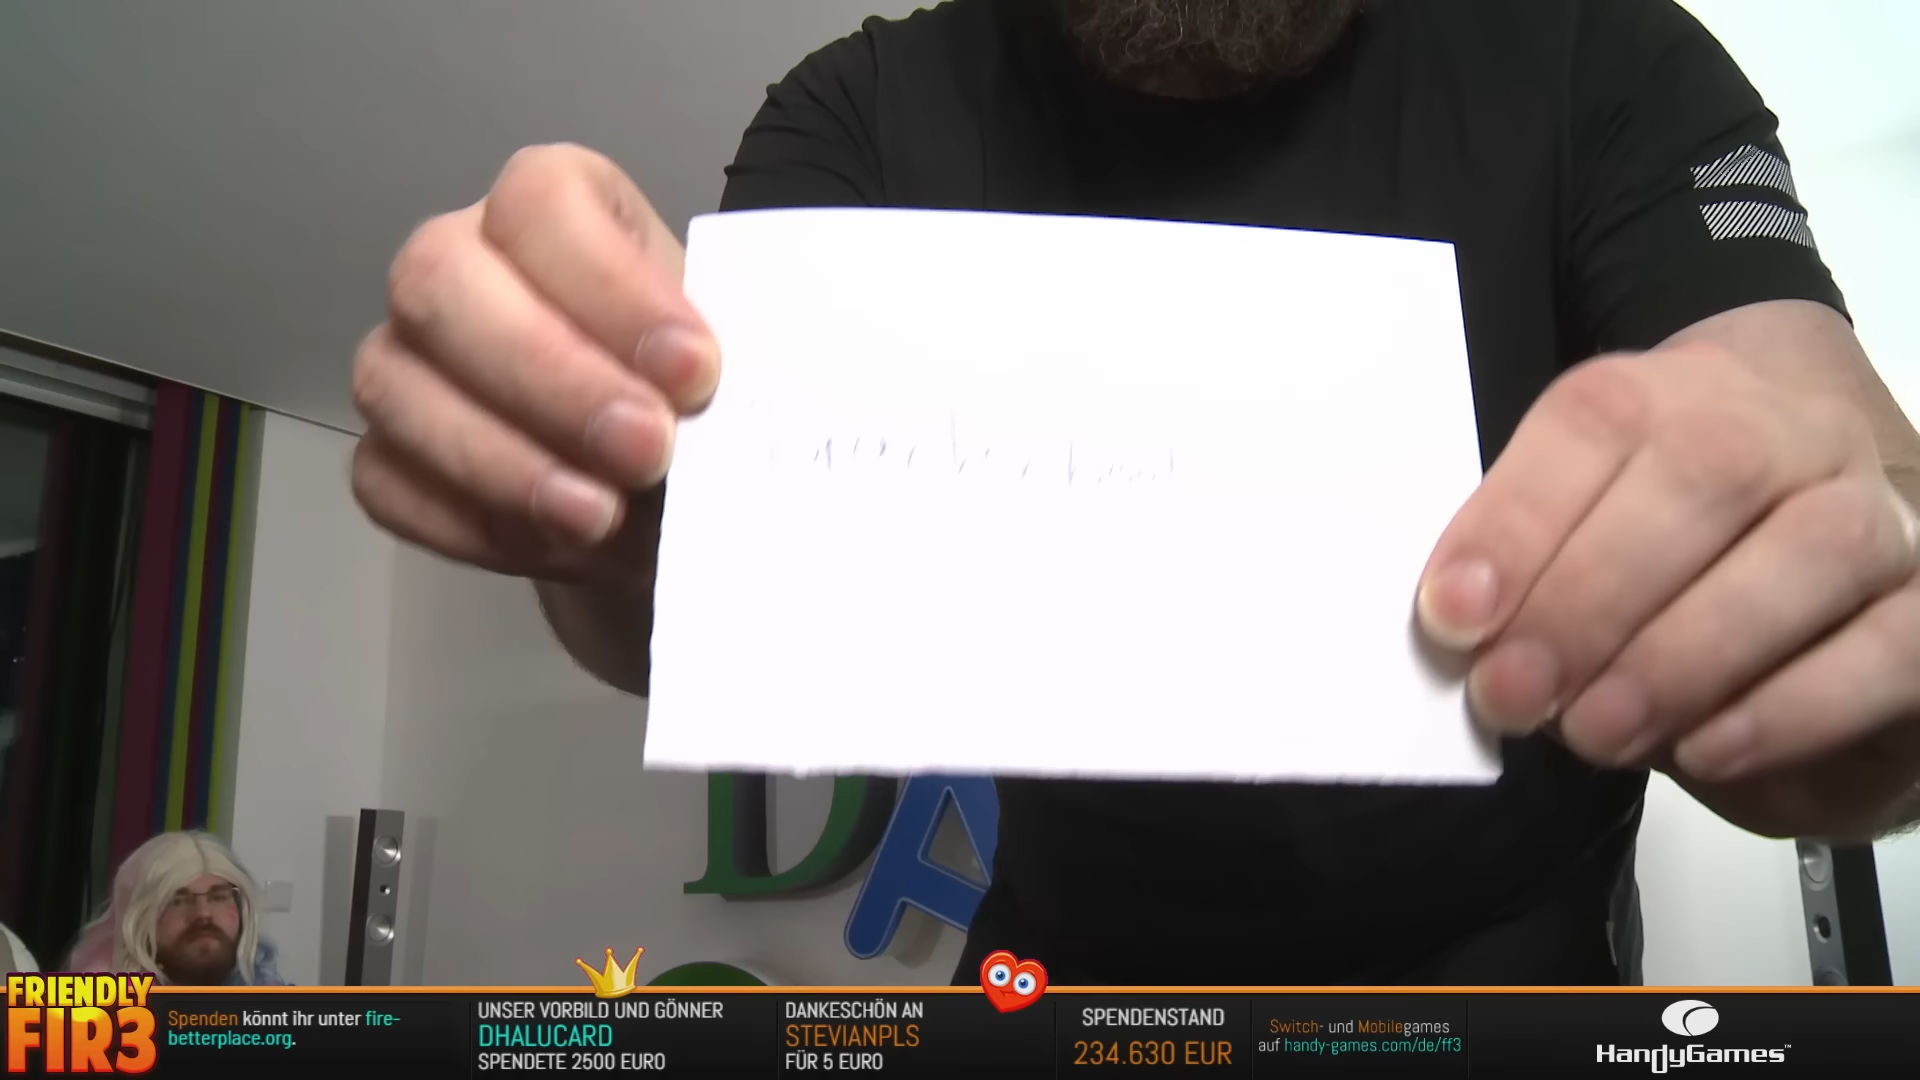 DA
FRIENDLY
FIR3
Spenden könnt ihr unter fire-
betterplace.org.
UNSER VORBILD UND GÖNNER
DHALUCARD
SPENDETE 2500 EURO
DANKESCHÖN AN
STEVIANPLS
FÜR 5 EURO
SPENDENSTAND
234.630 EUR
Switch- und Mobilegames
auf handy-games.com/de/ff3
HandyGames™